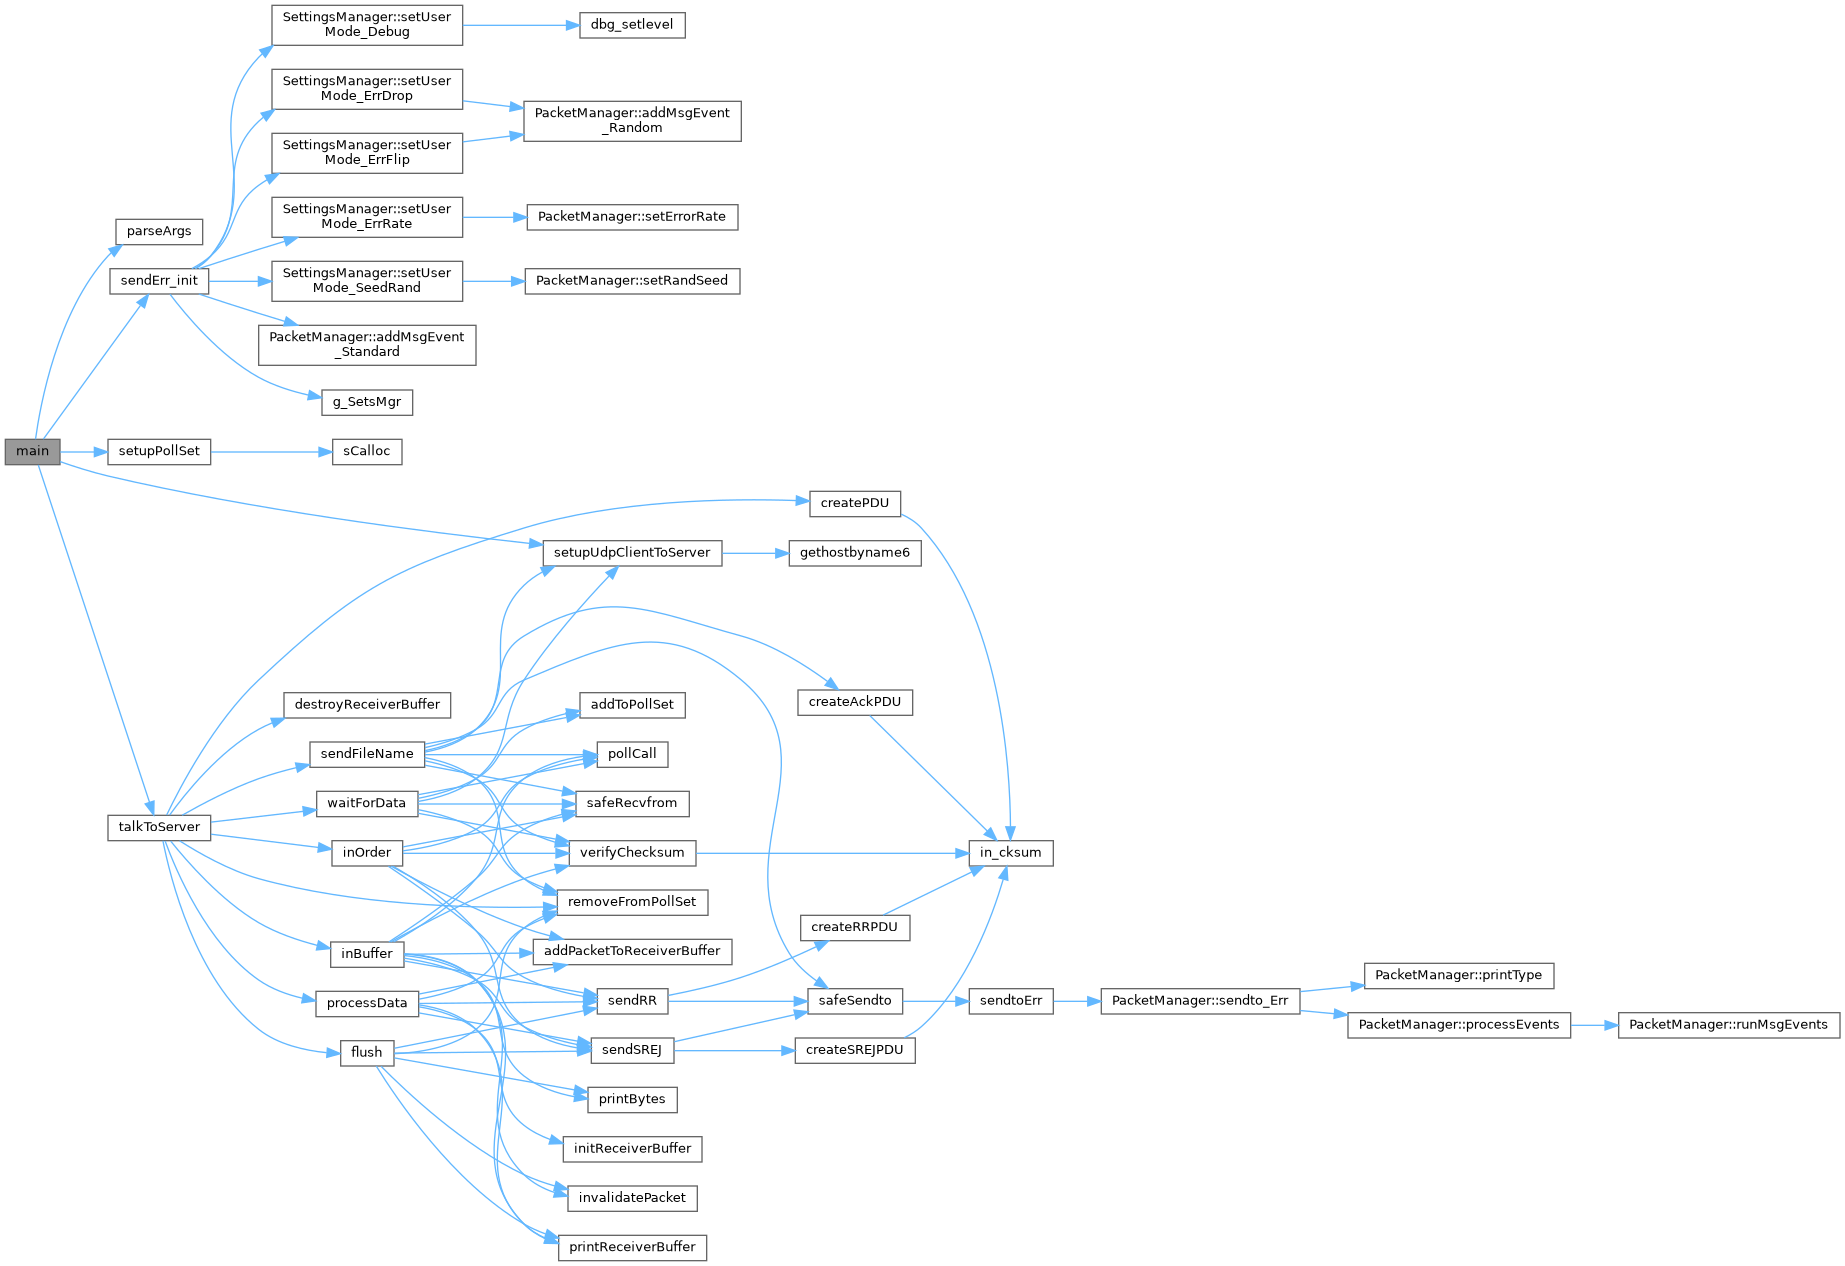 SettingsManager::setUser
Mode_Debug
dbg_setlevel
SettingsManager::setUser
Mode_ErrDrop
PacketManager::addMsgEvent
_Random
SettingsManager::setUser
Mode_ErrFlip
SettingsManager::setUser
Mode_ErrRate
PacketManager::setErrorRate
parseArgs
sendErr_init
SettingsManager::setUser
Mode_SeedRand
PacketManager::setRandSeed
PacketManager::addMsgEvent
_Standard
g_SetsMgr
main
setupPollSet
sCalloc
createPDU
setupUdpClientToServer
gethostbyname6
destroyReceiverBuffer
addToPollSet
createAckPDU
sendFileName
pollCall
waitForData
safeRecvfrom
talkToServer
inOrder
verifyChecksum
in_cksum
removeFromPollSet
createRRPDU
inBuffer
addPacketToReceiverBuffer
PacketManager::printType
processData
sendRR
safeSendto
sendtoErr
PacketManager::sendto_Err
PacketManager::processEvents
PacketManager::runMsgEvents
flush
sendSREJ
createSREJPDU
printBytes
initReceiverBuffer
invalidatePacket
printReceiverBuffer